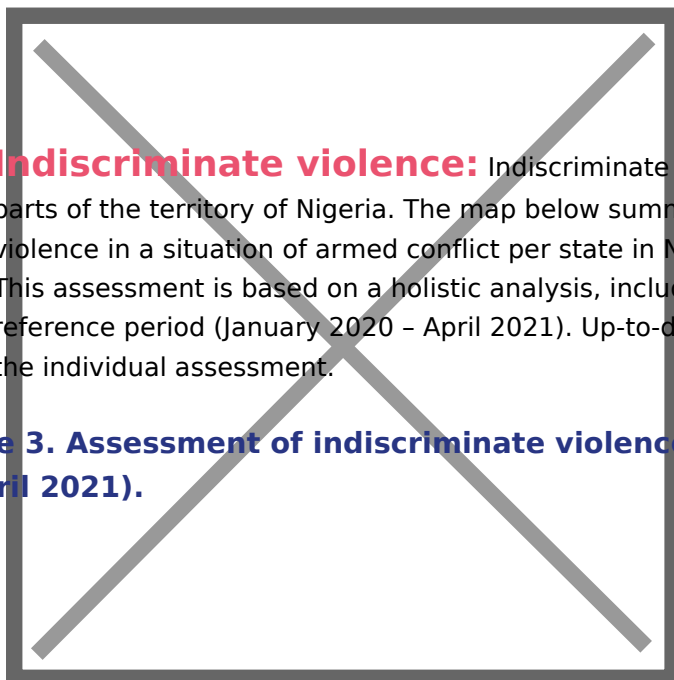 Indiscriminate violence: Indiscriminate
parts of the territory of Nigeria. The map below summ
violence in a situation of armed conflict per state in N
This assessment is based on a holistic analysis, includ
reference period (January 2020 – April 2021). Up-to-d
the individual assessment.
e 3. Assessment of indiscriminate violence
ril 2021).